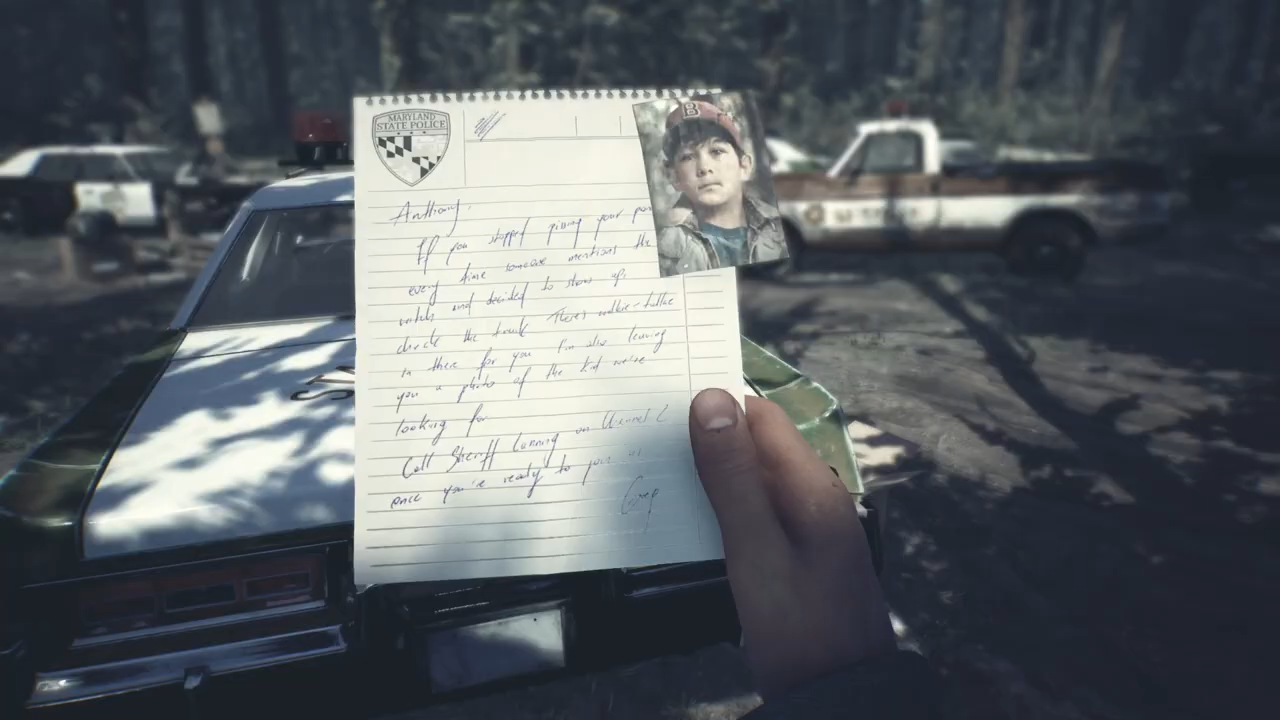 MARYLAND
STATE POLICE
B
Anthony,
If you stopped pissing your
every time someone mentions the
witch and decided to show up
check the trunk. There's walkie-talkie
in there for you I'm also leaving
you a photo of the kid we're
looking for
Call Sheriff Lanning on Channel 2
once you're ready to join us
Greg